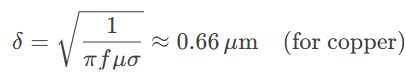 δ = √(1 / πfμσ) ≈ 0.66 μm (for copper)